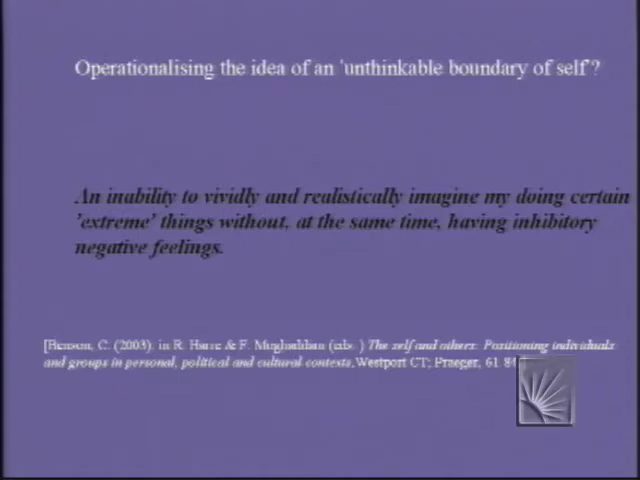 Operationalising the idea of an 'unthinkable boundary of self'?
An inability to vividly and realistically imagine my doing certain
'extreme' things without, at the same time, having inhibitory
negative feelings.
[Benson, C. (2003). in R. Harre & F. Moghaddam (eds. ) The self and others: Positioning individuals
and groups in personal, political and cultural contexts, Westport CT; Praeger, 61